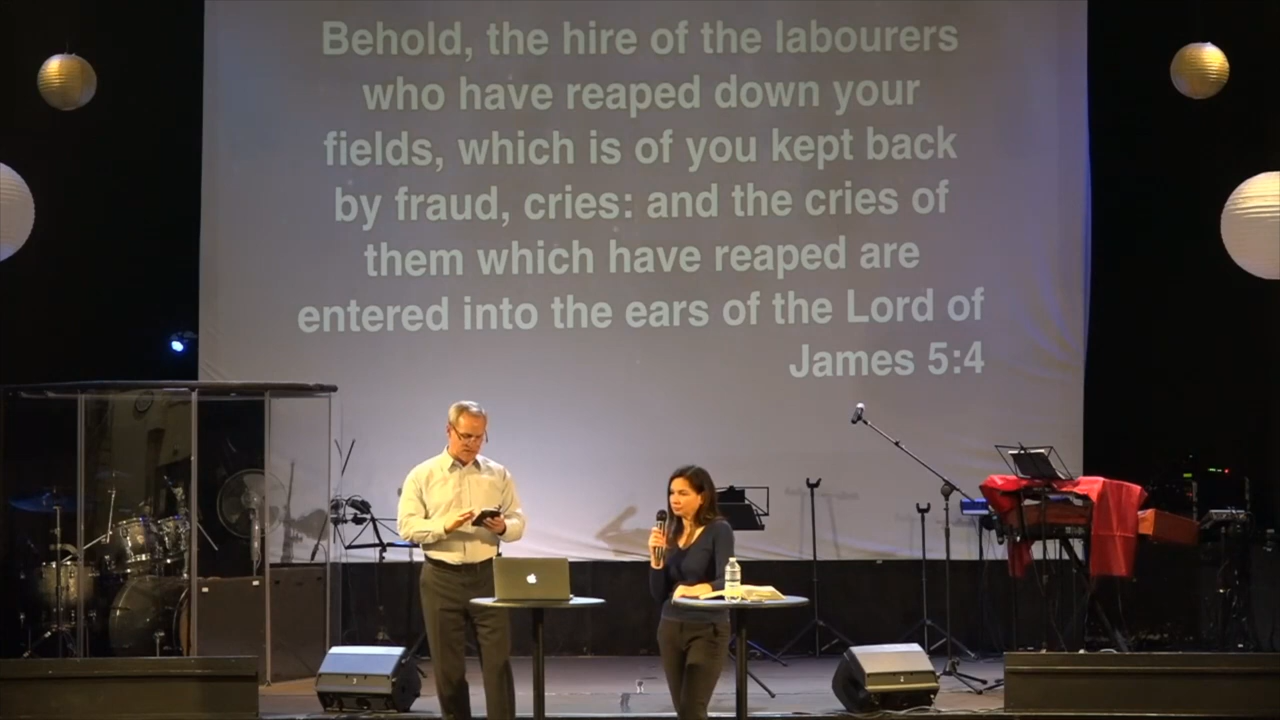 Behold, the hire of the labourers
who have reaped down your
fields, which is of you kept back
by fraud, cries: and the cries of
them which have reaped are
entered into the ears of the Lord of
James 5:4